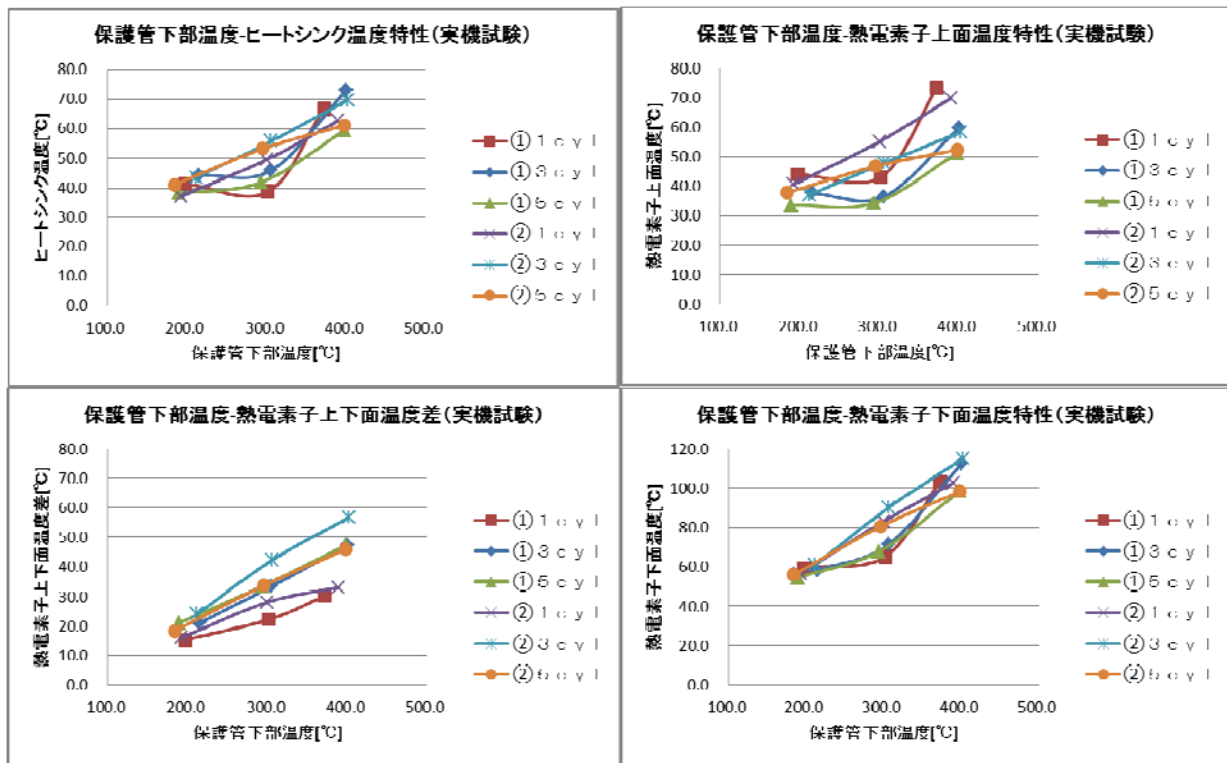 保護管下部温度-ヒートシンク温度特性(実機試験)
80.0
70.0
60.0
50.0
40.0
30.0
20.0
10.0
0.0
ヒートシンク温度[℃]
100.0 200.0 300.0 400.0 500.0
保護管下部温度[℃]
①1cyl
①3cyl
①5cyl
②1cyl
②3cyl
②5cyl
保護管下部温度-熱電素子上面温度特性(実機試験)
80.0
70.0
60.0
50.0
40.0
30.0
20.0
10.0
0.0
熱電素子上面温度[℃]
100.0 200.0 300.0 400.0 500.0
保護管下部温度[℃]
①1cyl
①3cyl
①5cyl
②1cyl
②3cyl
②5cyl
保護管下部温度-熱電素子上下面温度差(実機試験)
80.0
70.0
60.0
50.0
40.0
30.0
20.0
10.0
0.0
熱電素子上下面温度差[℃]
100.0 200.0 300.0 400.0 500.0
保護管下部温度[℃]
①1cyl
①3cyl
①5cyl
②1cyl
②3cyl
②5cyl
保護管下部温度-熱電素子下面温度特性(実機試験)
120.0
100.0
80.0
60.0
40.0
20.0
0.0
熱電素子下面温度[℃]
100.0 200.0 300.0 400.0 500.0
保護管下部温度[℃]
①1cyl
①3cyl
①5cyl
②1cyl
②3cyl
②5cyl